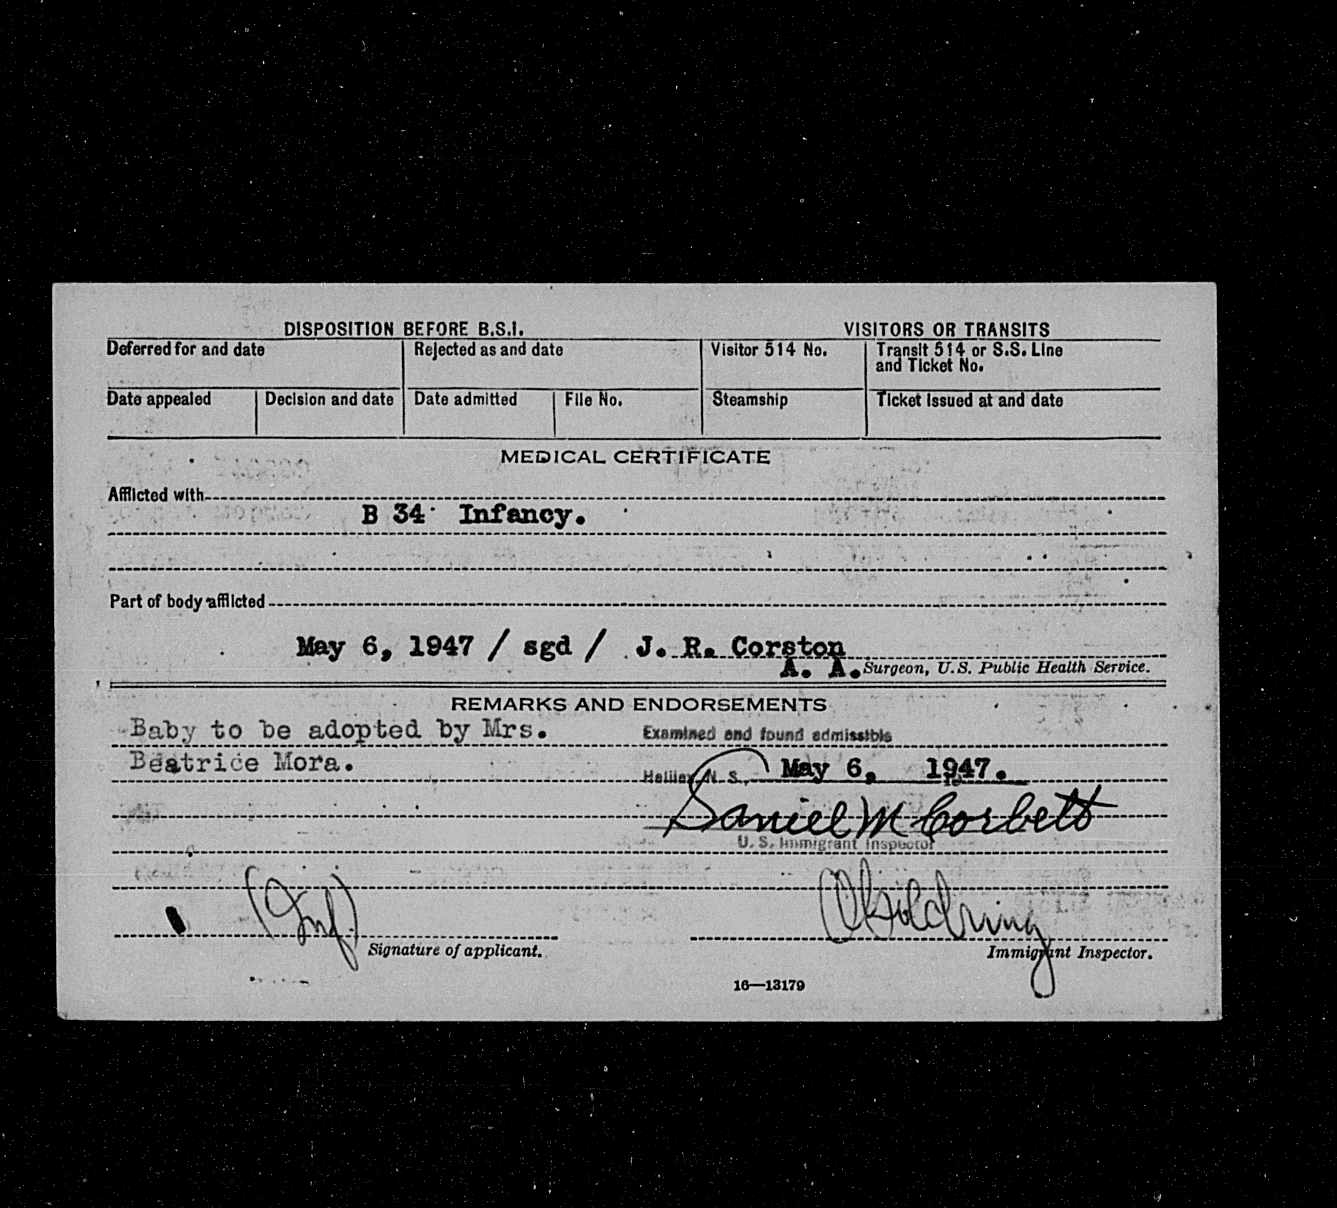 DISPOSITION BEFORE B.S.I. VISITORS OR TRANSITS
Deferred for and date Rejected as and date Visitor 514 No. Transit 514 or S.S. Line
and Ticket No.
Date appealed Decision and date Date admitted File No. Steamship Ticket issued at and date
MEDICAL CERTIFICATE
Afflicted with
B 34 Infancy.
Part of body afflicted
May 6, 1947 / sgd / J. R. Corston
A. A. Surgeon, U.S. Public Health Service.
REMARKS AND ENDORSEMENTS
Baby to be adopted by Mrs. Examined and found admissible
Beatrice Mora. Halifax, N. S., May 6, 1947.
Daniel M Corbett
U. S. Immigrant Inspector
(Inf.)
Signature of applicant. Immigrant Inspector.
16—13179